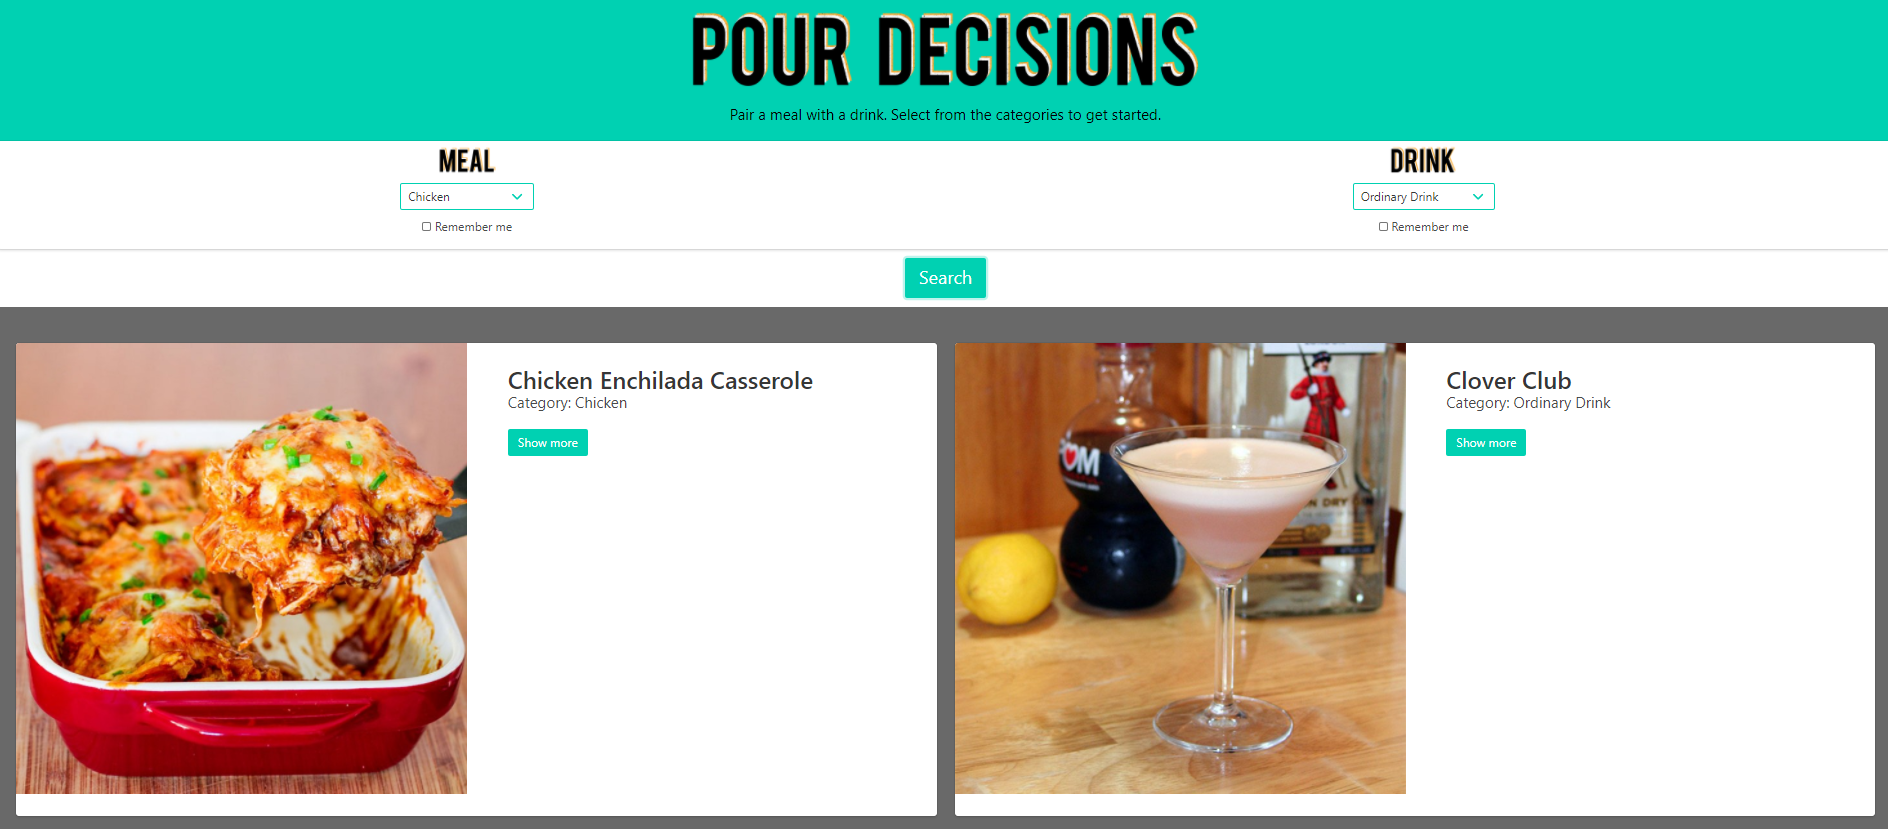 POUR DECISIONS
Pair a meal with a drink. Select from the categories to get started.
MEAL
Chicken
Remember me
DRINK
Ordinary Drink
Remember me
Search
Chicken Enchilada Casserole
Category: Chicken
Show more
POM
DRY
Clover Club
Category: Ordinary Drink
Show more